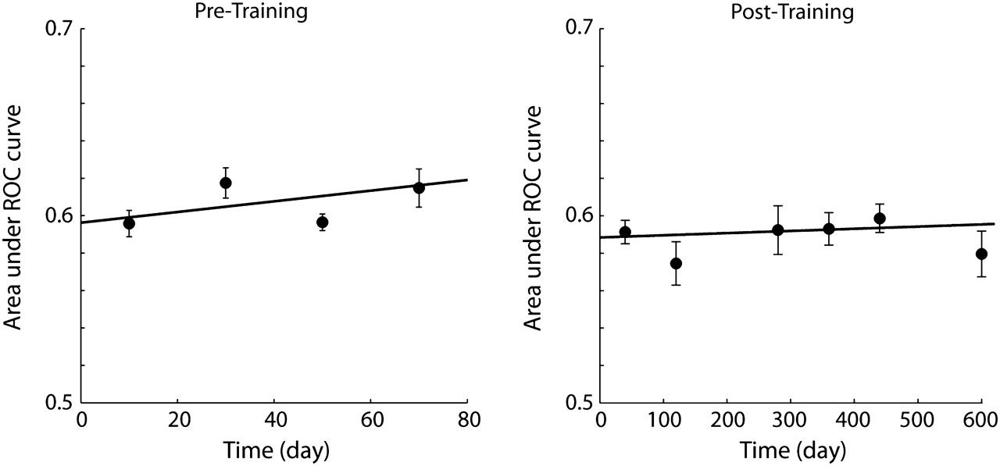 Pre-Training
0.7
0.6
0.5
Area under ROC curve
0 20 40 60 80
Time (day)
Post-Training
0.7
0.6
0.5
Area under ROC curve
0 100 200 300 400 500 600
Time (day)